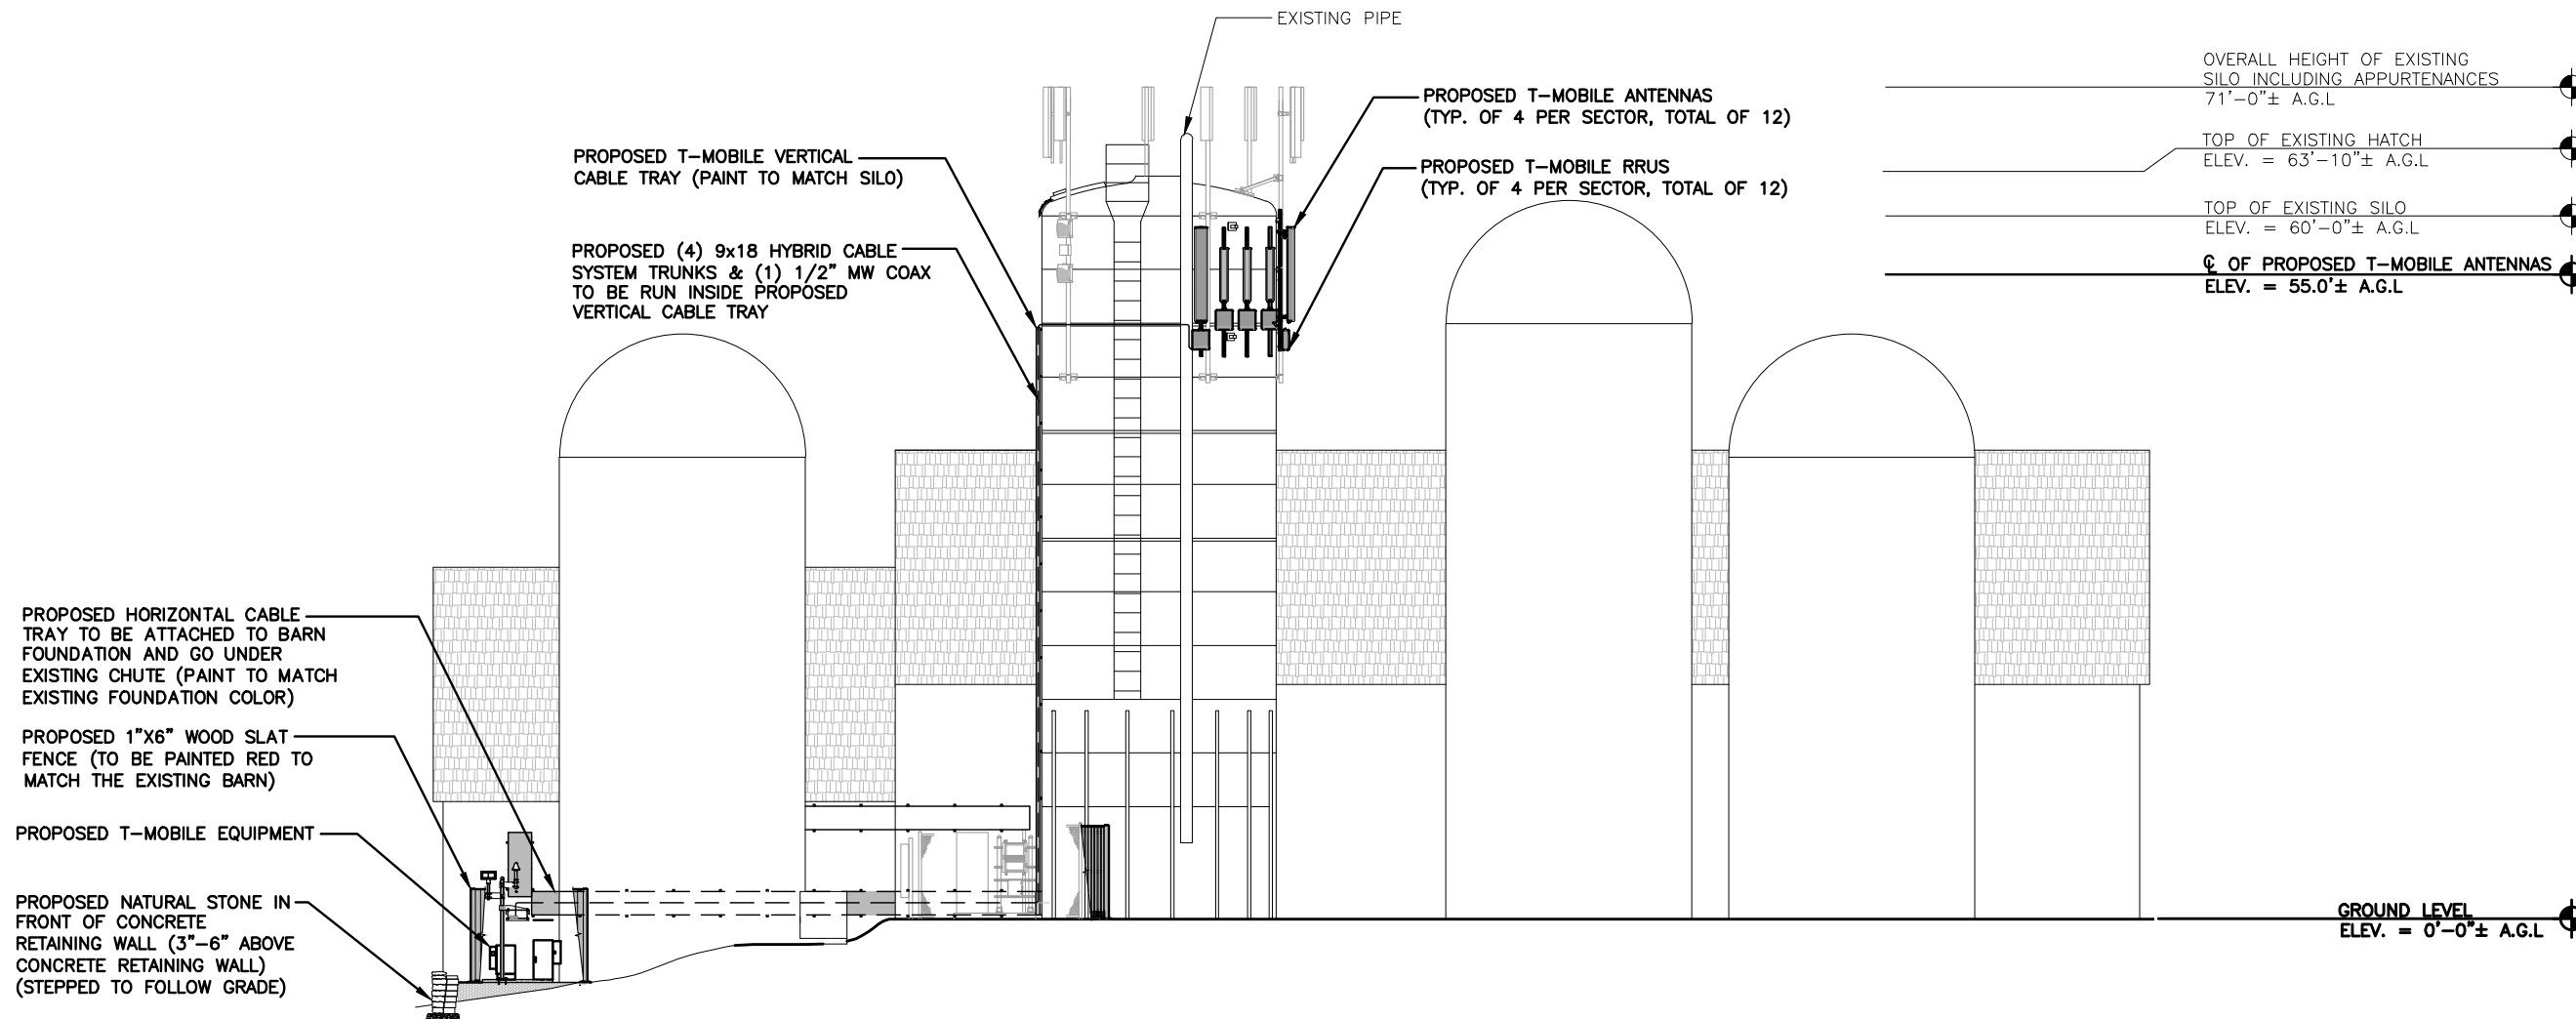 EXISTING PIPE
OVERALL HEIGHT OF EXISTING
SILO INCLUDING APPURTENANCES
71'-0"± A.G.L
PROPOSED T-MOBILE ANTENNAS
(TYP. OF 4 PER SECTOR, TOTAL OF 12)
TOP OF EXISTING HATCH
ELEV. = 63'-10"± A.G.L
PROPOSED T-MOBILE VERTICAL
CABLE TRAY (PAINT TO MATCH SILO)
PROPOSED T-MOBILE RRUS
(TYP. OF 4 PER SECTOR, TOTAL OF 12)
TOP OF EXISTING SILO
ELEV. = 60'-0"± A.G.L
PROPOSED (4) 9x18 HYBRID CABLE
SYSTEM TRUNKS & (1) 1/2" MW COAX
TO BE RUN INSIDE PROPOSED
VERTICAL CABLE TRAY
℄ OF PROPOSED T-MOBILE ANTENNAS
ELEV. = 55.0'± A.G.L
PROPOSED HORIZONTAL CABLE
TRAY TO BE ATTACHED TO BARN
FOUNDATION AND GO UNDER
EXISTING CHUTE (PAINT TO MATCH
EXISTING FOUNDATION COLOR)
PROPOSED 1"X6" WOOD SLAT
FENCE (TO BE PAINTED RED TO
MATCH THE EXISTING BARN)
PROPOSED T-MOBILE EQUIPMENT
PROPOSED NATURAL STONE IN
FRONT OF CONCRETE
RETAINING WALL (3"-6" ABOVE
CONCRETE RETAINING WALL)
(STEPPED TO FOLLOW GRADE)
GROUND LEVEL
ELEV. = 0'-0"± A.G.L